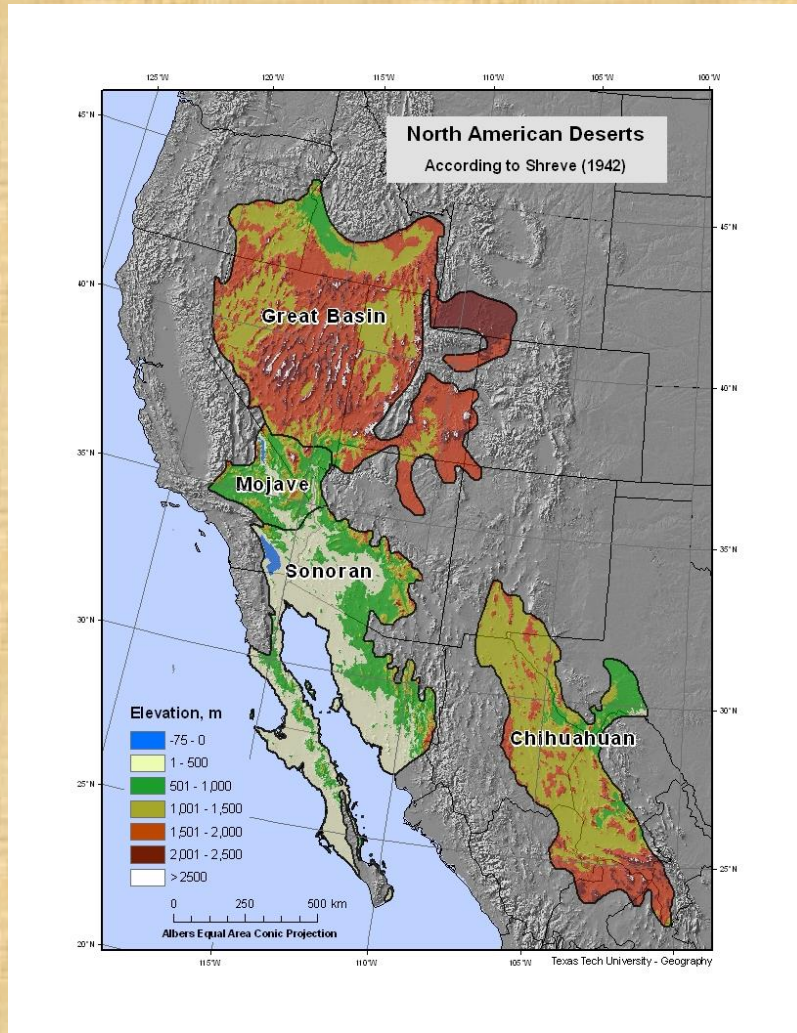 125°W 120°W 115°W 110°W 105°W 100°W
45°N
North American Deserts
According to Shreve (1942)
45°N
40°N
Great Basin
40°N
35°N
Mojave
35°N
Sonoran
30°N
30°N
Elevation, m
Chihuahuan
-75 - 0
1 - 500
25°N
501 - 1,000
1,001 - 1,500
1,501 - 2,000
2,001 - 2,500
25°N
> 2500
0 250 500 km
Albers Equal Area Conic Projection
20°N
115°W 110°W 105°W
Texas Tech University - Geography